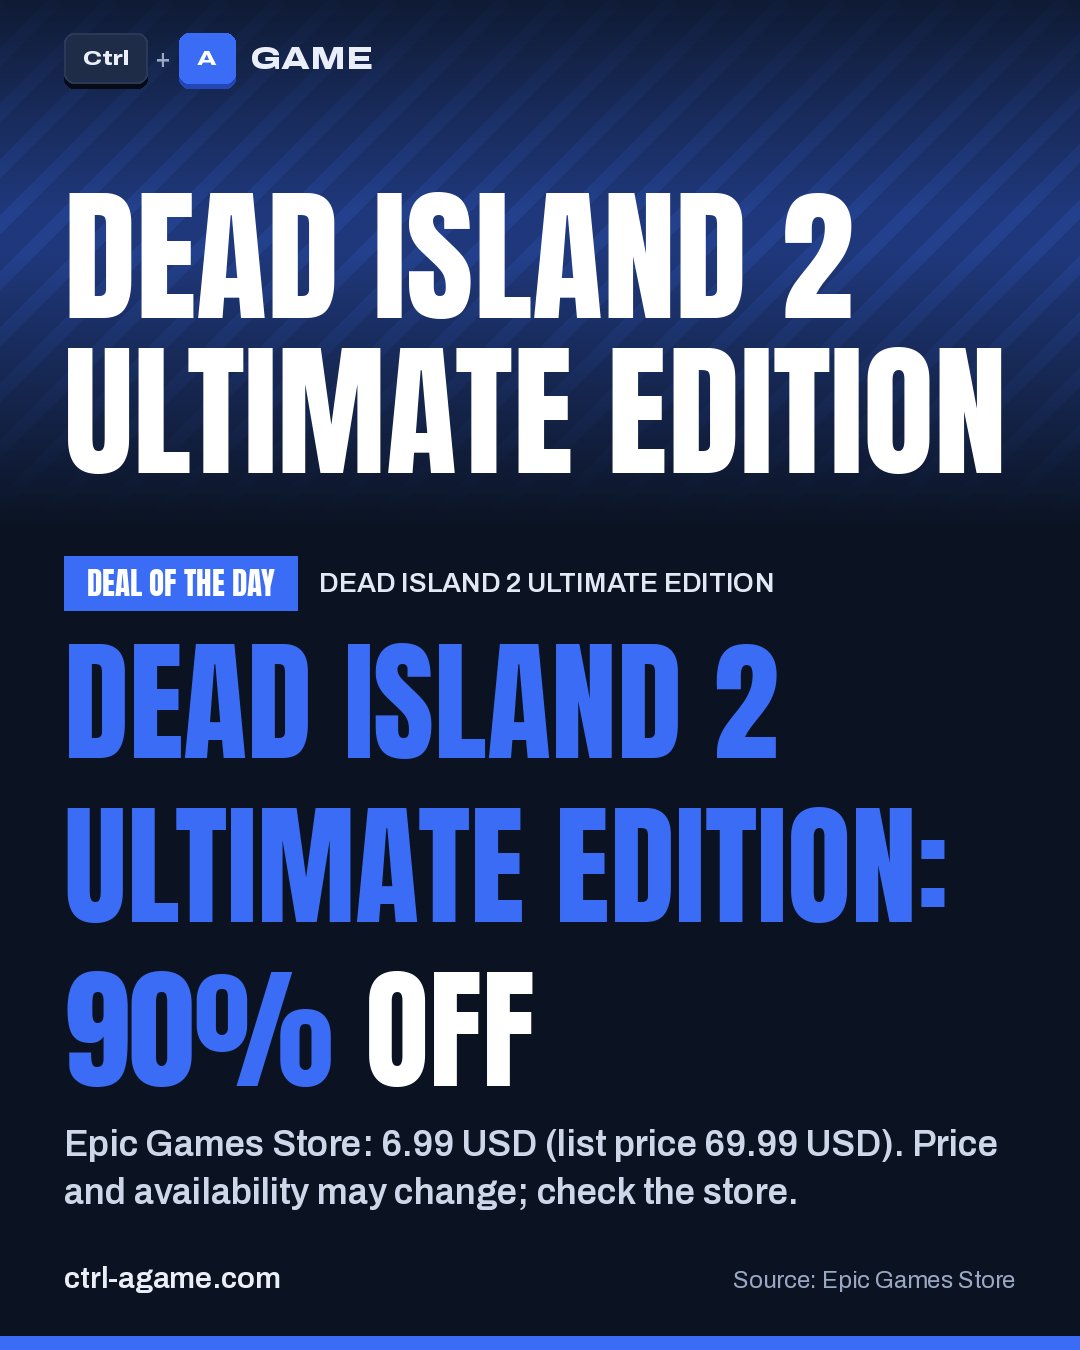 Ctrl + A GAME
DEAD ISLAND 2
ULTIMATE EDITION
DEAL OF THE DAY DEAD ISLAND 2 ULTIMATE EDITION
DEAD ISLAND 2
ULTIMATE EDITION:
90% OFF
Epic Games Store: 6.99 USD (list price 69.99 USD). Price
and availability may change; check the store.
ctrl-agame.com Source: Epic Games Store